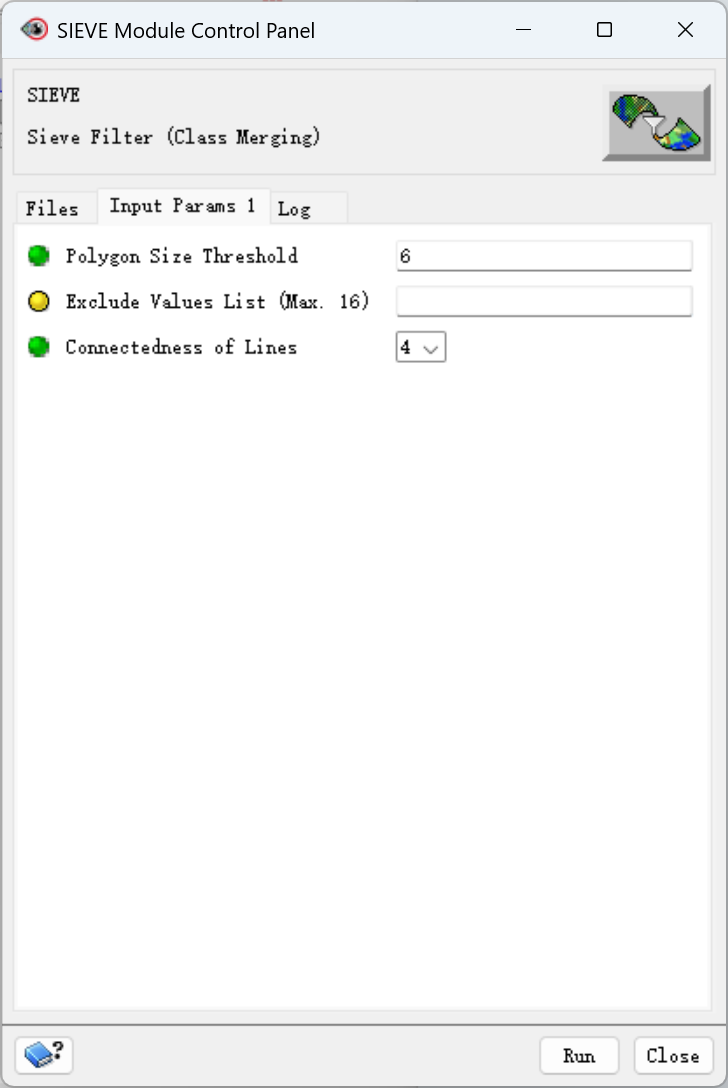 SIEVE Module Control Panel
SIEVE
Sieve Filter (Class Merging)
Files Input Params 1 Log
Polygon Size Threshold 6
Exclude Values List (Max. 16)
Connectedness of Lines 4
? Run Close